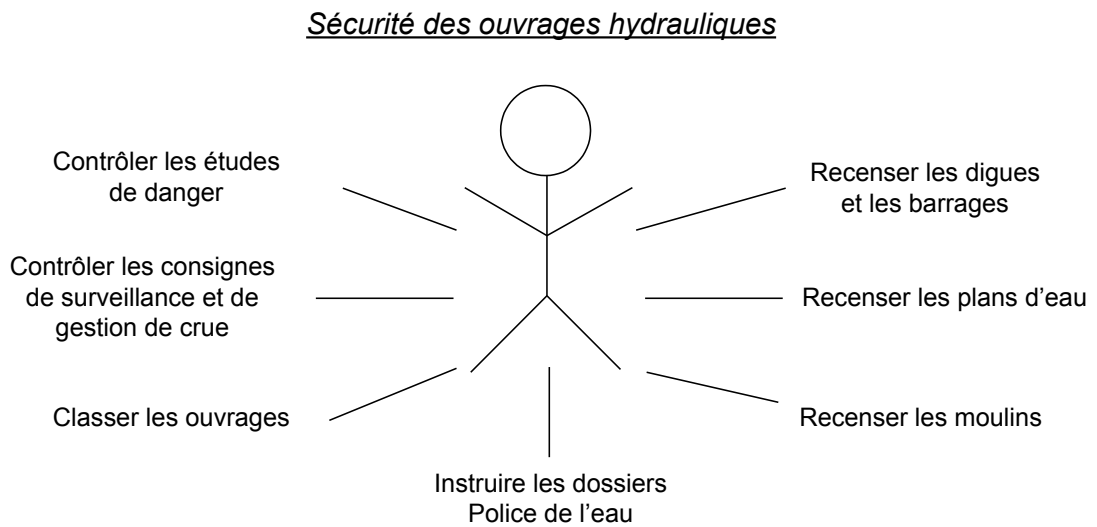 Sécurité des ouvrages hydrauliques
Contrôler les études
de danger
Contrôler les consignes
de surveillance et de
gestion de crue
Classer les ouvrages
Instruire les dossiers
Police de l'eau
Recenser les digues
et les barrages
Recenser les plans d'eau
Recenser les moulins